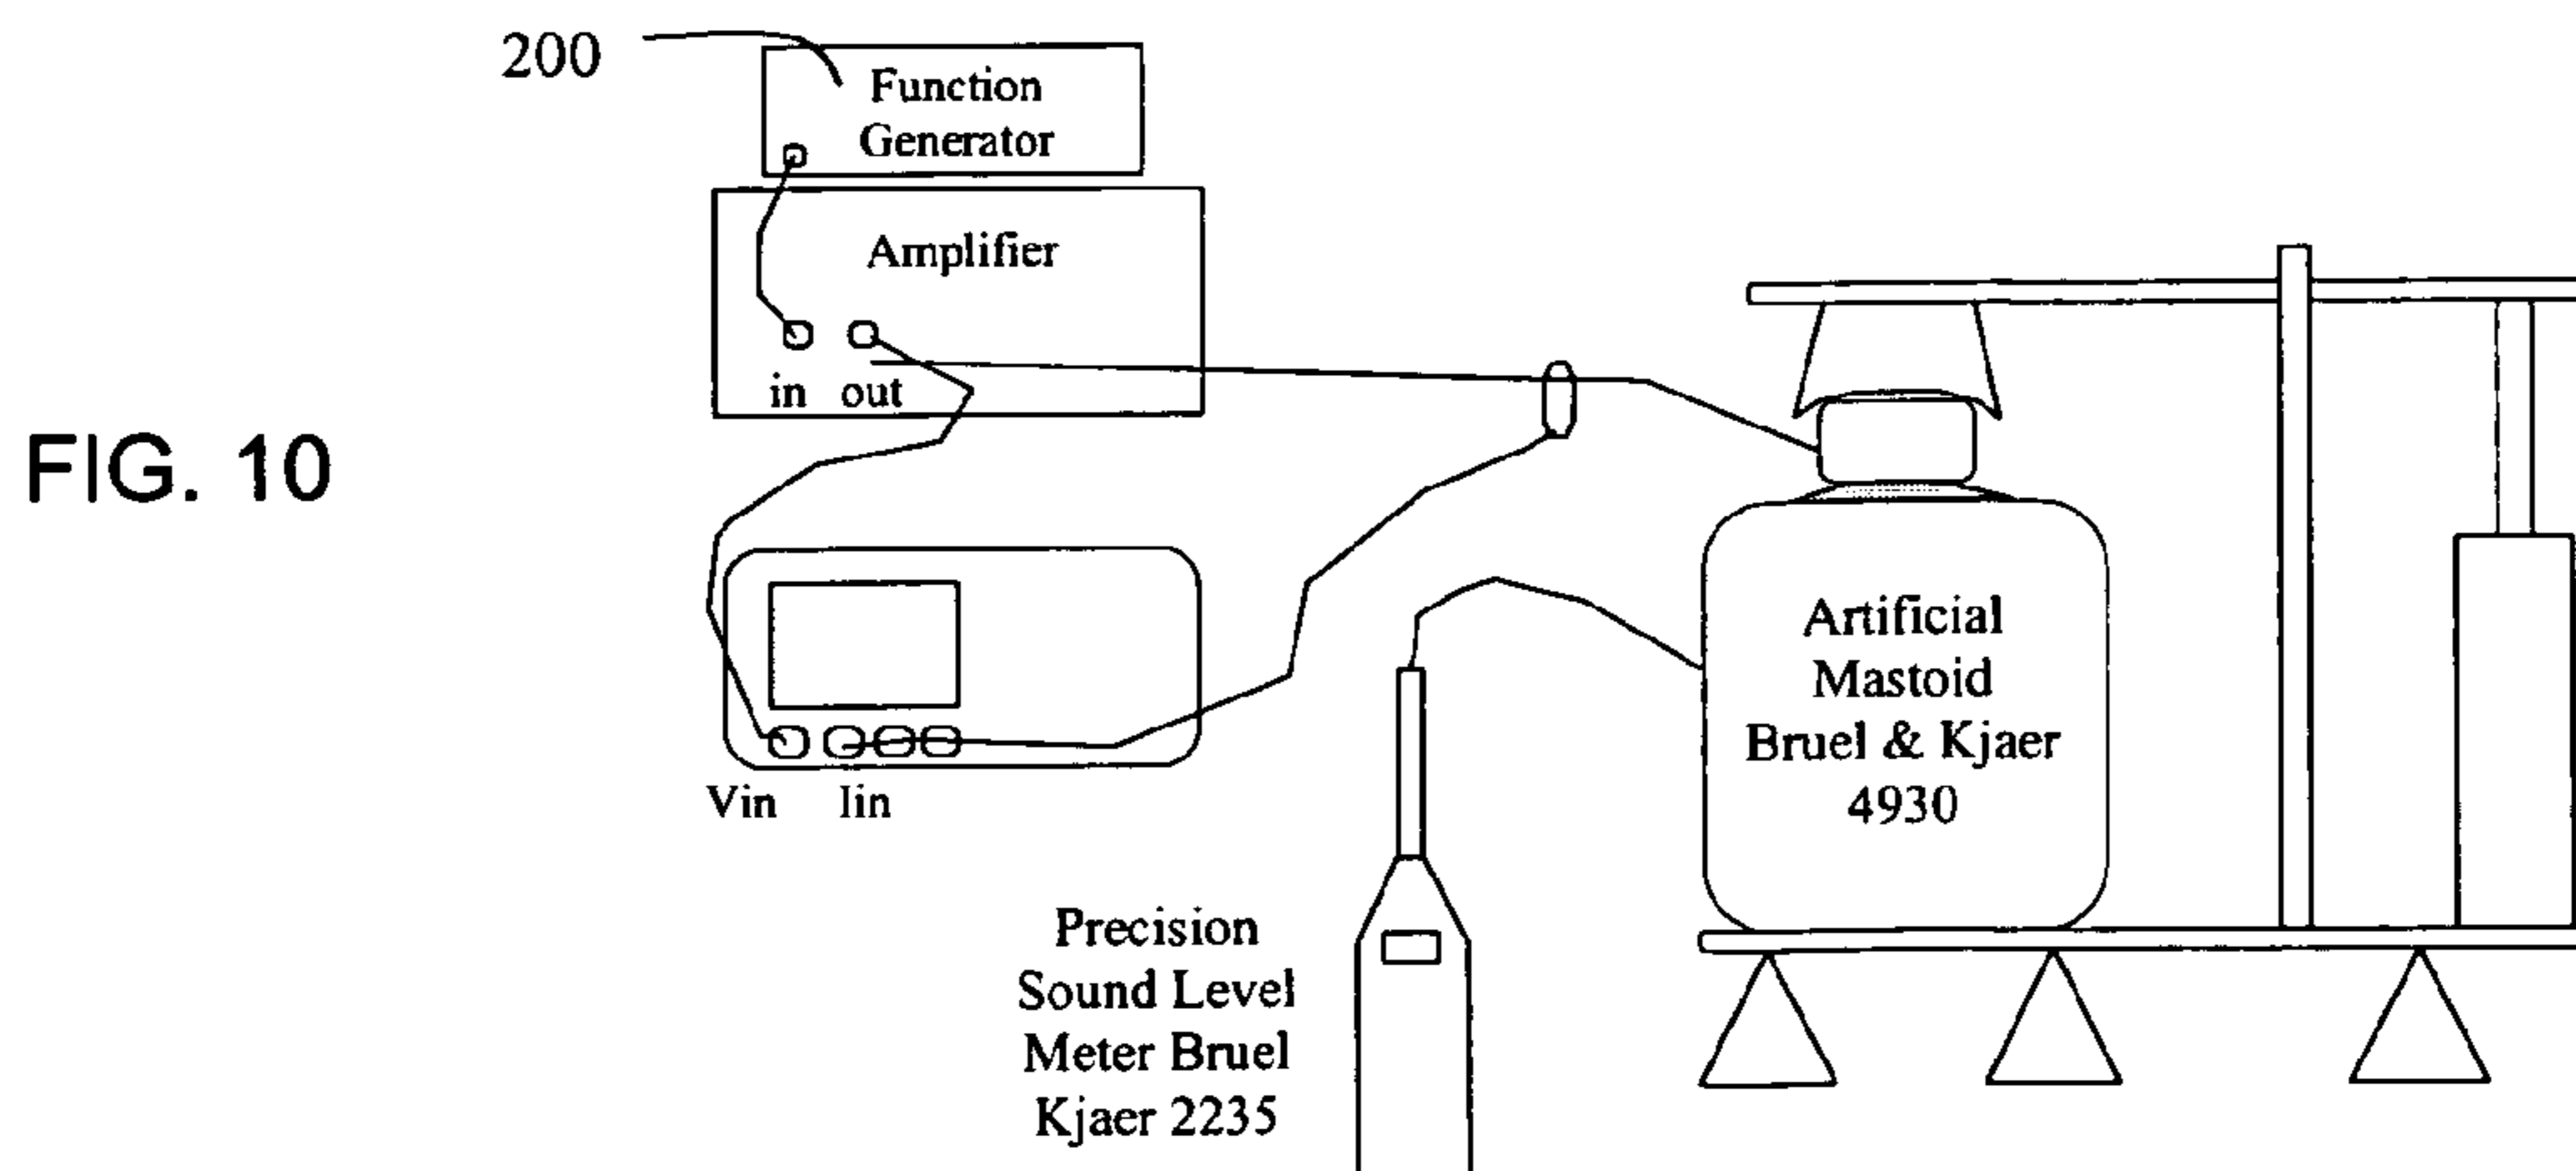 200
Function
Generator
Amplifier
in out
FIG. 10
Vin Iin
Artificial
Mastoid
Bruel & Kjaer
4930
Precision
Sound Level
Meter Bruel
Kjaer 2235